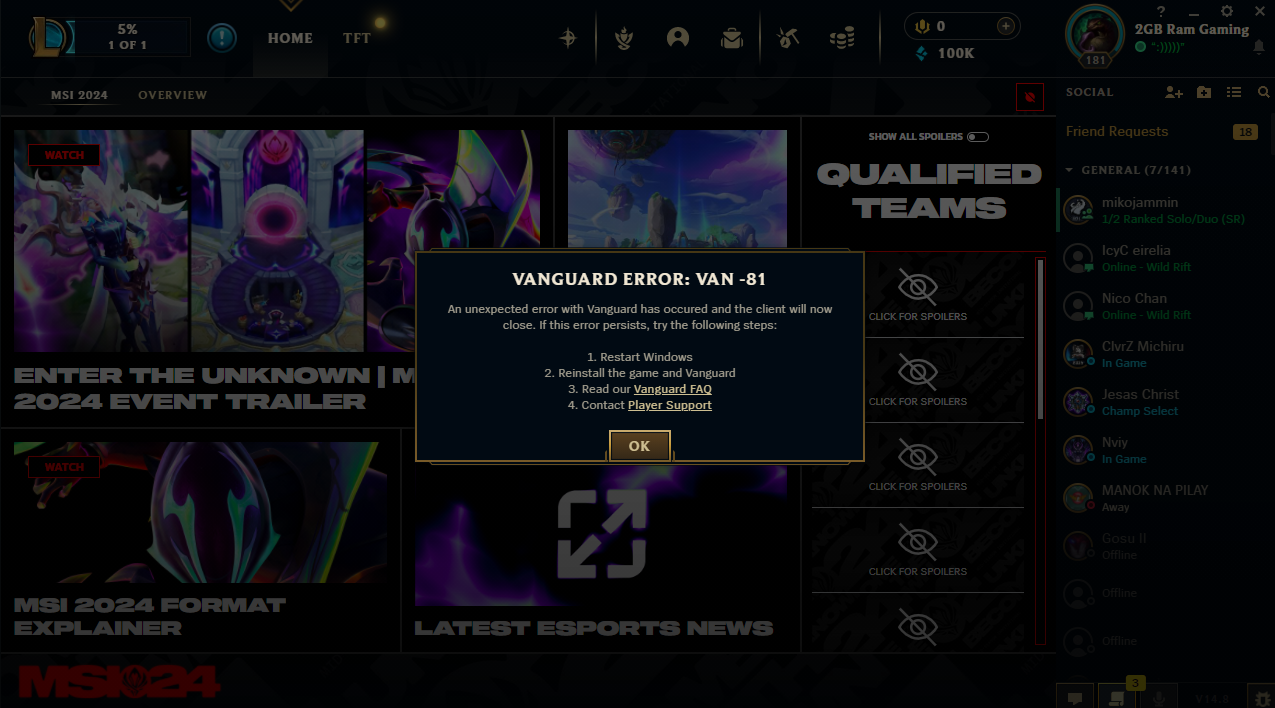 5%
1 OF 1
HOME
TFT
0
100K
181
2GB Ram Gaming
":)))))"
MSI 2024
OVERVIEW
SOCIAL
WATCH
SHOW ALL SPOILERS
QUALIFIED
TEAMS
Friend Requests
18
GENERAL (7/141)
mikojammin
1/2 Ranked Solo/Duo (SR)
IcyC eirelia
Online - Wild Rift
Nico Chan
Online - Wild Rift
ClvrZ Michiru
In Game
Jesas Christ
Champ Select
Nviy
In Game
MANOK NA PILAY
Away
Gosu II
Offline
Offline
Offline
VANGUARD ERROR: VAN -81
An unexpected error with Vanguard has occured and the client will now
close. If this error persists, try the following steps:
1. Restart Windows
2. Reinstall the game and Vanguard
3. Read our Vanguard FAQ
4. Contact Player Support
OK
CLICK FOR SPOILERS
CLICK FOR SPOILERS
CLICK FOR SPOILERS
CLICK FOR SPOILERS
ENTER THE UNKNOWN | M
2024 EVENT TRAILER
WATCH
MSI 2024 FORMAT
EXPLAINER
LATEST ESPORTS NEWS
MSI 24
3
V14.9